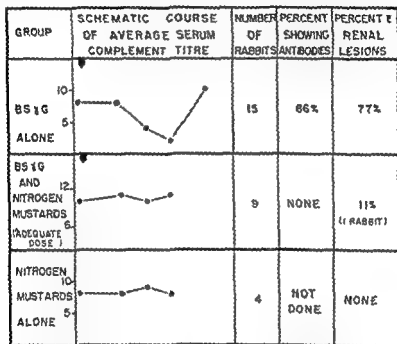 GROUP
SCHEMATIC COURSE
OF AVERAGE SERUM
COMPLEMENT TITRE
NUMBER
OF
RABBITS
PERCENT
SHOWING
ANTIBODIES
PERCENT
RENAL
LESIONS
BSγG
ALONE
10
5
15
66%
77%
BSγG
AND
NITROGEN
MUSTARDS
(ADEQUATE
DOSE)
12
6
9
NONE
11%
(1 RABBIT)
NITROGEN
MUSTARDS
ALONE
10
5
4
NOT
DONE
NONE